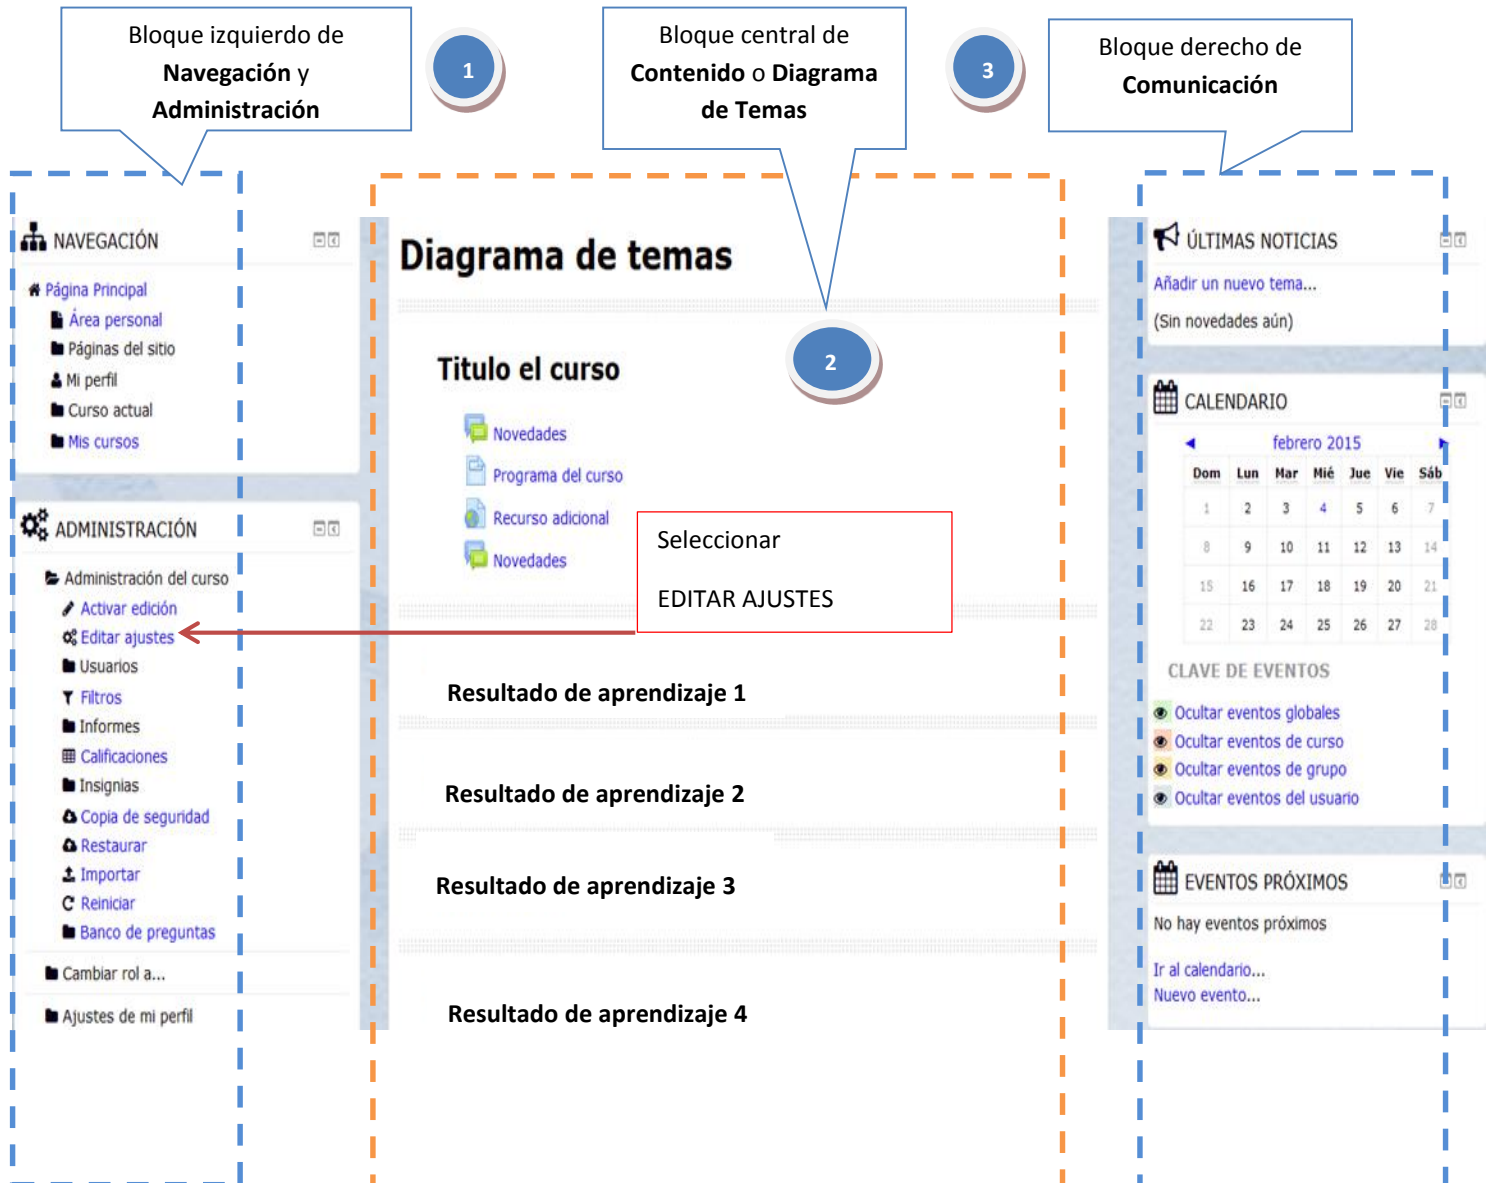 Bloque izquierdo de
Navegación y
Administración
1
Bloque central de
Contenido o Diagrama
de Temas
3
Bloque derecho de
Comunicación
NAVEGACIÓN
Página Principal
Área personal
Páginas del sitio
Mi perfil
Curso actual
Mis cursos
ADMINISTRACIÓN
Administración del curso
Activar edición
Editar ajustes
Usuarios
Filtros
Informes
Calificaciones
Insignias
Copia de seguridad
Restaurar
Importar
Reiniciar
Banco de preguntas
Cambiar rol a...
Ajustes de mi perfil
Diagrama de temas
2
Titulo el curso
Novedades
Programa del curso
Recurso adicional
Novedades
Seleccionar
EDITAR AJUSTES
Resultado de aprendizaje 1
Resultado de aprendizaje 2
Resultado de aprendizaje 3
Resultado de aprendizaje 4
ÚLTIMAS NOTICIAS
Añadir un nuevo tema...
(Sin novedades aún)
CALENDARIO
febrero 2015
Dom Lun Mar Mié Jue Vie Sáb
1 2 3 4 5 6 7
8 9 10 11 12 13 14
15 16 17 18 19 20 21
22 23 24 25 26 27 28
CLAVE DE EVENTOS
Ocultar eventos globales
Ocultar eventos de curso
Ocultar eventos de grupo
Ocultar eventos del usuario
EVENTOS PRÓXIMOS
No hay eventos próximos
Ir al calendario...
Nuevo evento...